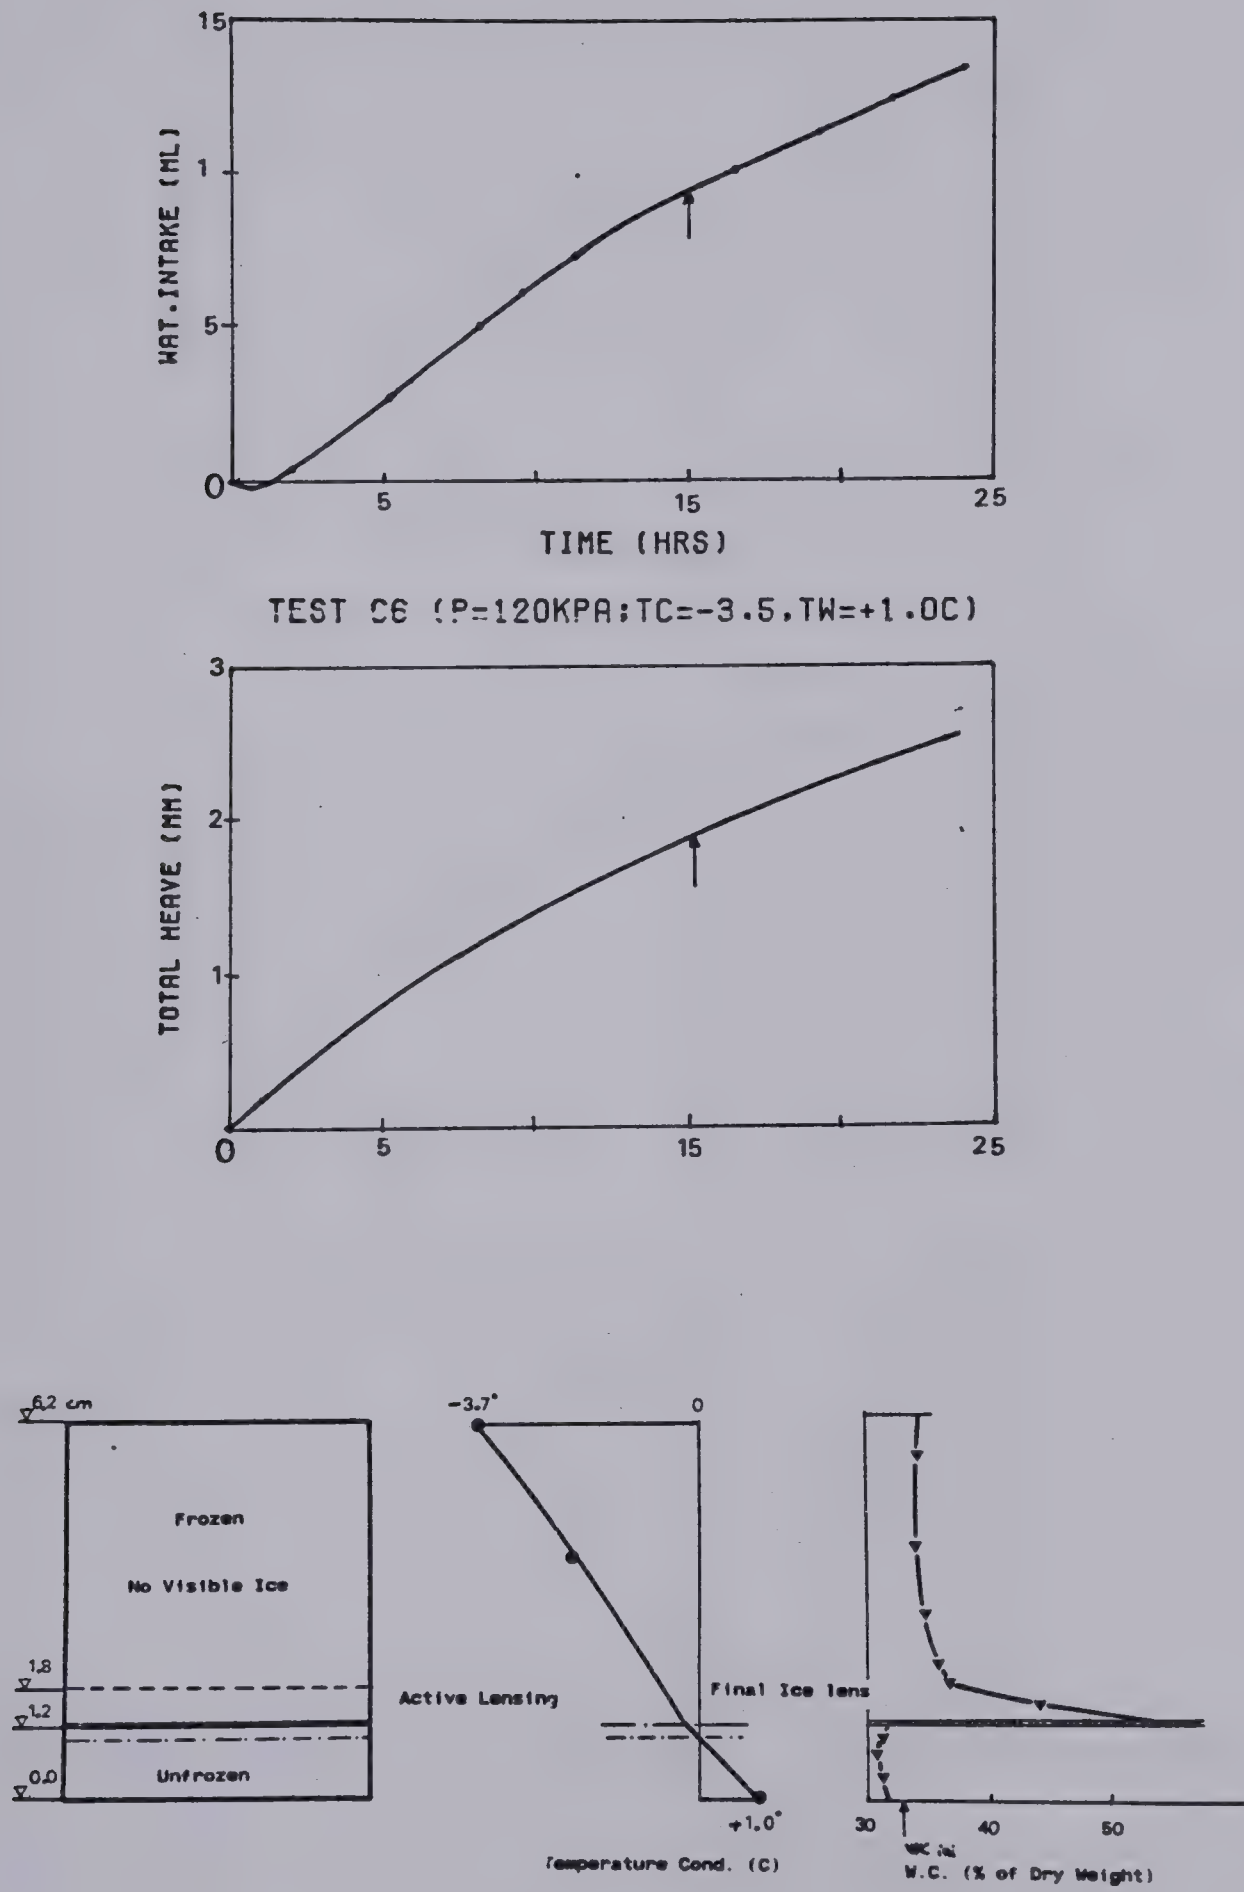 15
WAT.INTAKE (ML)
1
5
0
5
15
25
TIME (HRS)
TEST C6 (P=120KPA;TC=-3.5,TW=+1.0C)
3
TOTAL HEAVE (MM)
2
1
0
5
15
25
6.2 cm
-3.7°
0
Frozen
No Visible Ice
1.8
Active Lensing
Final Ice lens
1.2
0.0
Unfrozen
+1.0°
30
40
50
Temperature Cond. (C)
W.C. (% of Dry Weight)